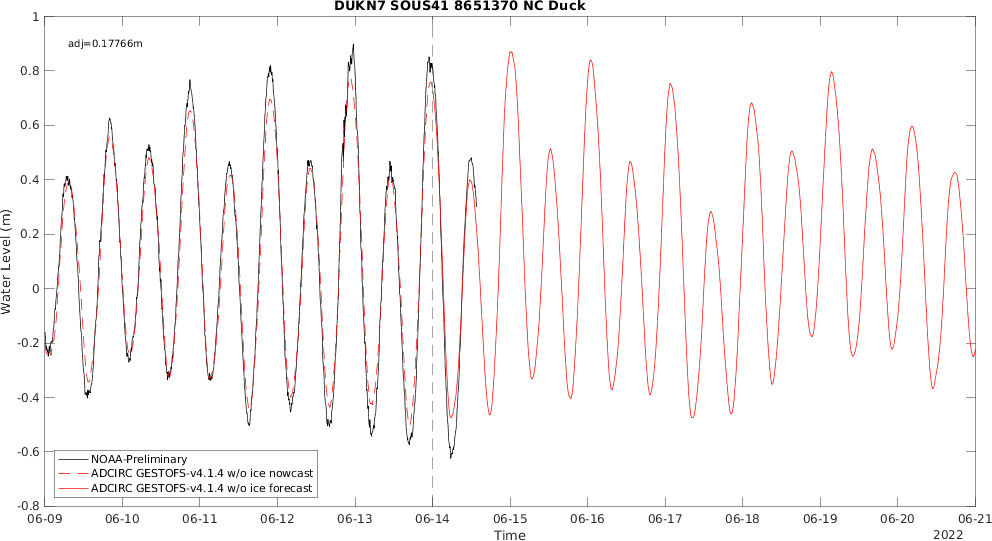 DUKN7 SOUS41 8651370 NC Duck
adj=0.17766m
1
0.8
0.6
0.4
0.2
0
-0.2
-0.4
-0.6
-0.8
Water Level (m)
NOAA-Preliminary
ADCIRC GESTOFS-v4.1.4 w/o ice nowcast
ADCIRC GESTOFS-v4.1.4 w/o ice forecast
06-09 06-10 06-11 06-12 06-13 06-14 06-15 06-16 06-17 06-18 06-19 06-20 06-21
Time
2022